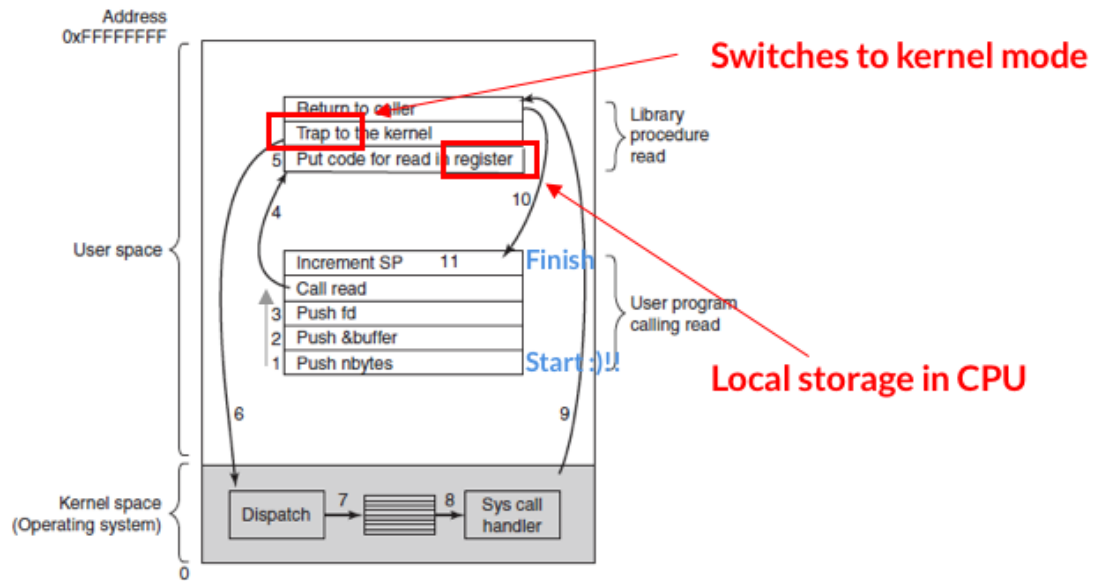 Address
0xFFFFFFFF
Switches to kernel mode
Return to caller
Trap to the kernel
5 Put code for read in register
Library
procedure
read
4
10
User space
Increment SP 11
Finish
Call read
3 Push fd
2 Push &buffer
1 Push nbytes
Start :)!!
User program
calling read
Local storage in CPU
6
9
Kernel space
(Operating system)
Dispatch
7
8
Sys call
handler
0